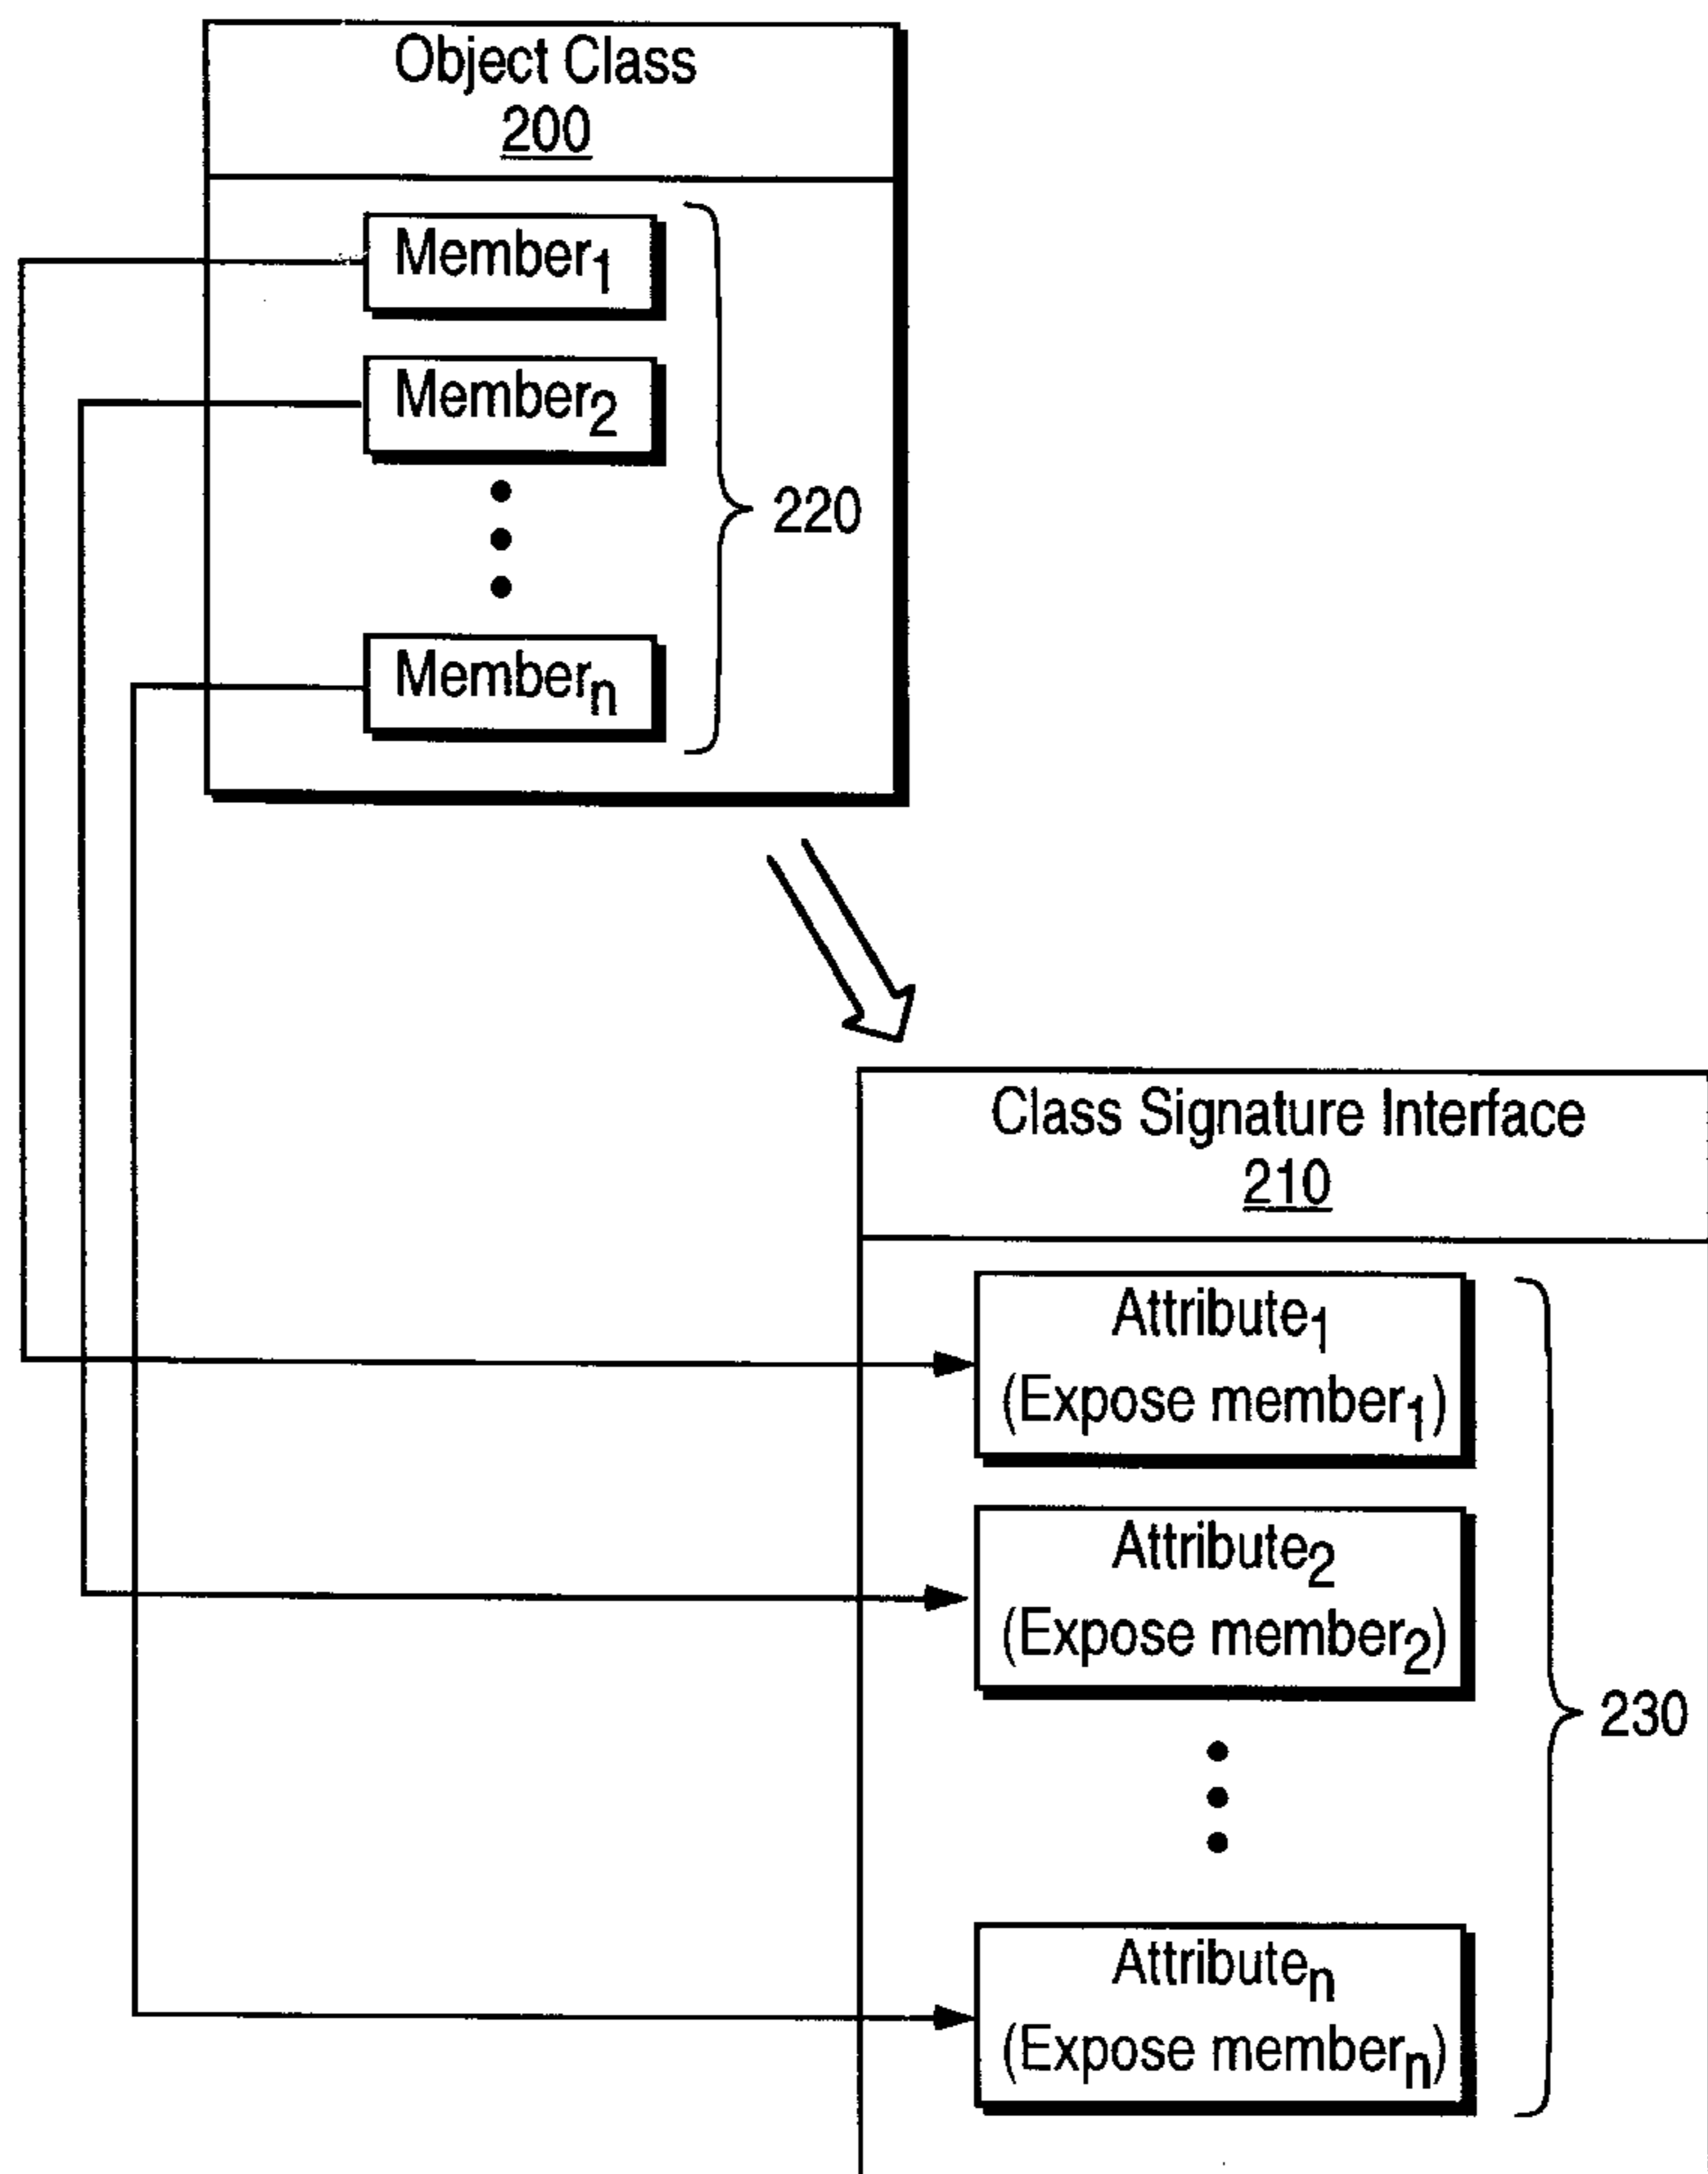 Object Class
200
Member1
Member2
220
Membern
Class Signature Interface
210
Attribute1
(Expose member1)
Attribute2
(Expose member2)
230
Attributen
(Expose membern)